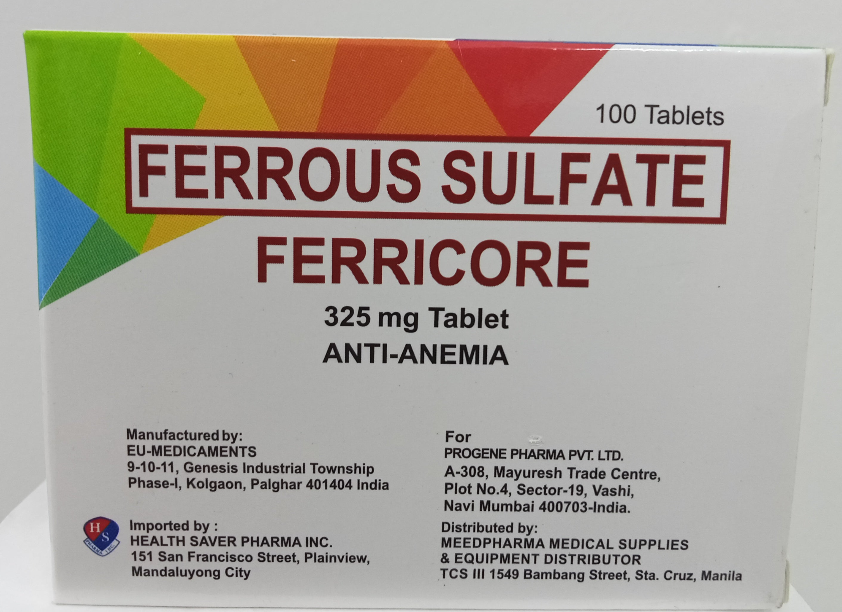 100 Tablets
FERROUS SULFATE
FERRICORE
325 mg Tablet
ANTI-ANEMIA
Manufactured by:
EU-MEDICAMENTS
9-10-11, Genesis Industrial Township
Phase-I, Kolgaon, Palghar 401404 India
For
PROGENE PHARMA PVT. LTD.
A-308, Mayuresh Trade Centre,
Plot No.4, Sector-19, Vashi,
Navi Mumbai 400703-India.
HS
Imported by :
HEALTH SAVER PHARMA INC.
151 San Francisco Street, Plainview,
Mandaluyong City
Distributed by:
MEEDPHARMA MEDICAL SUPPLIES
& EQUIPMENT DISTRIBUTOR
TCS III 1549 Bambang Street, Sta. Cruz, Manila